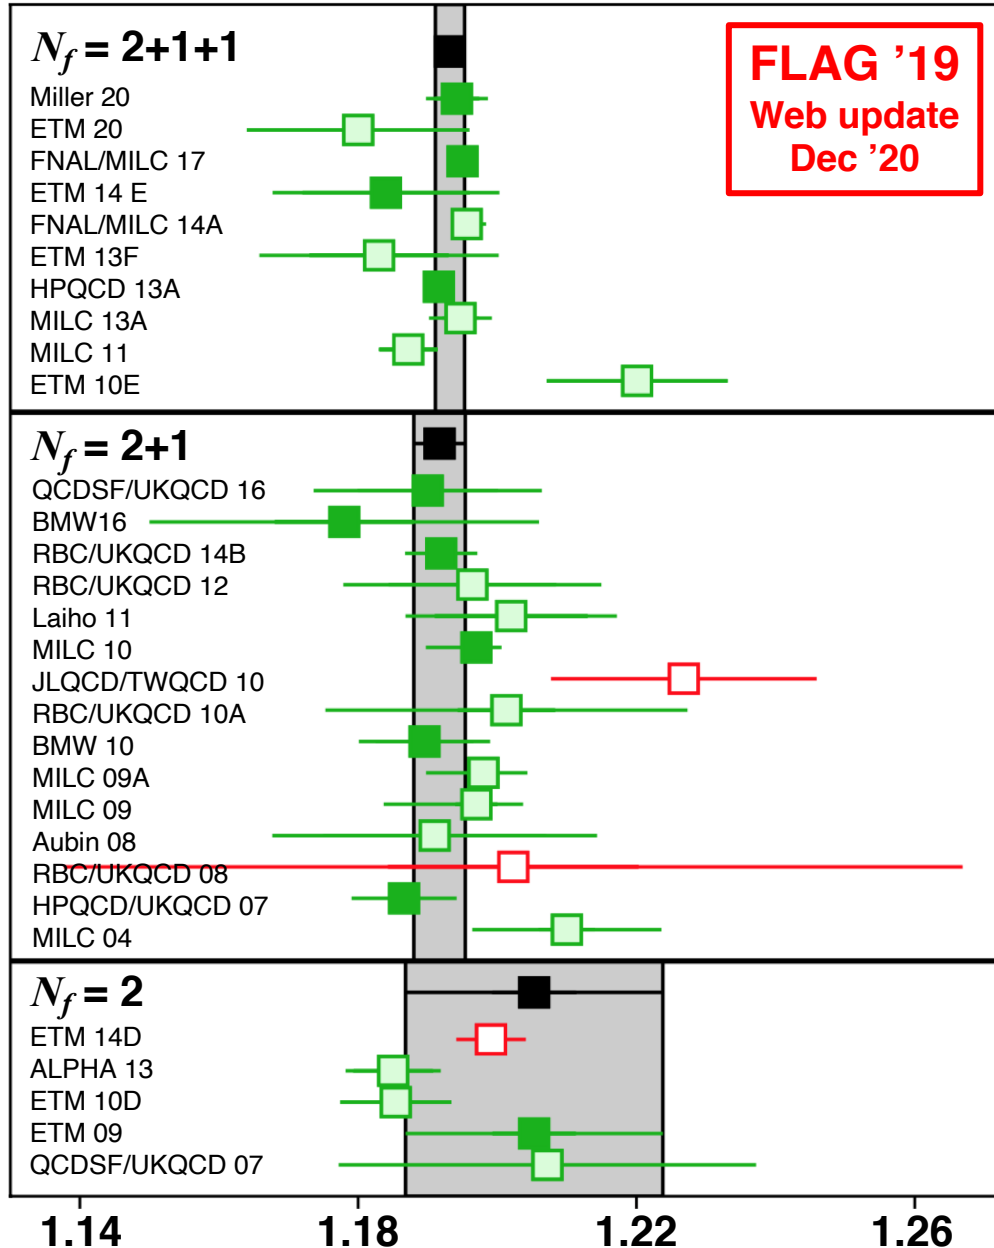 N_f = 2+1+1
FLAG ’19
Web update
Dec ’20
Miller 20
ETM 20
FNAL/MILC 17
ETM 14 E
FNAL/MILC 14A
ETM 13F
HPQCD 13A
MILC 13A
MILC 11
ETM 10E
N_f = 2+1
QCDSF/UKQCD 16
BMW16
RBC/UKQCD 14B
RBC/UKQCD 12
Laiho 11
MILC 10
JLQCD/TWQCD 10
RBC/UKQCD 10A
BMW 10
MILC 09A
MILC 09
Aubin 08
RBC/UKQCD 08
HPQCD/UKQCD 07
MILC 04
N_f = 2
ETM 14D
ALPHA 13
ETM 10D
ETM 09
QCDSF/UKQCD 07
1.14 1.18 1.22 1.26